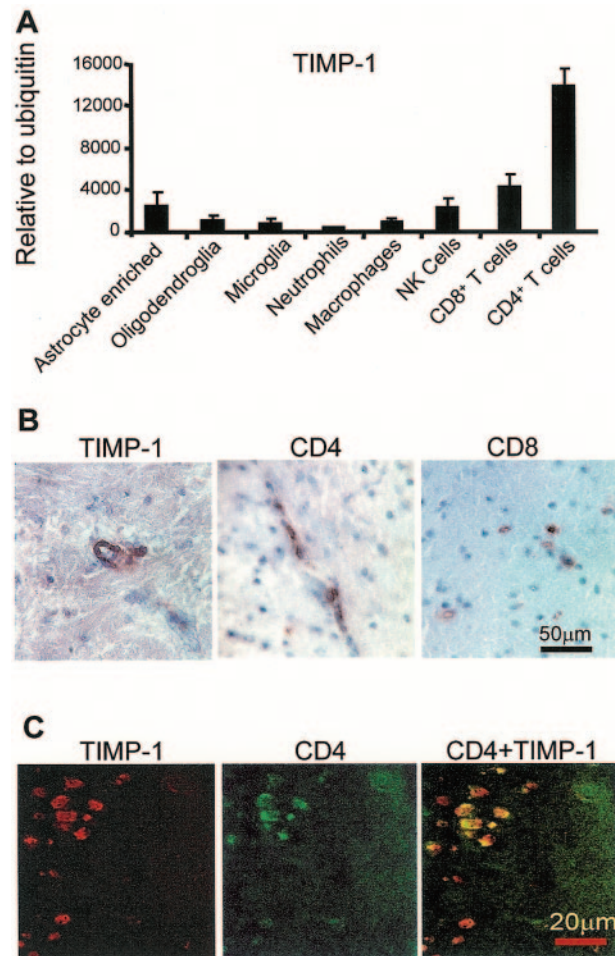 A
TIMP-1
Relative to ubiquitin
16000
12000
8000
4000
0
Astrocyte enriched
Oligodendroglia
Microglia
Neutrophils
Macrophages
NK Cells
CD8+ T cells
CD4+ T cells
B
TIMP-1 CD4 CD8
50μm
C
TIMP-1 CD4 CD4+TIMP-1
20μm